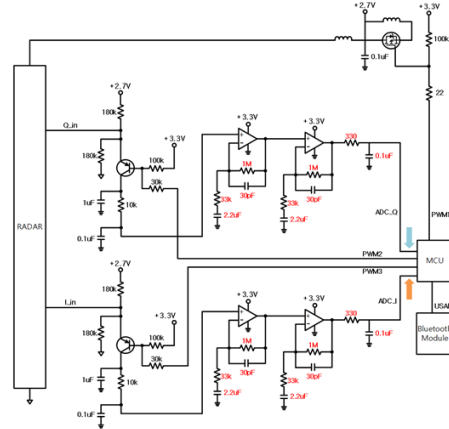 +2.7V
+3.3V
100k
0.1uF
22
+2.7V
180k
Q_in
+3.3V
+3.3V
+3.3V
180k
100k
30k
330
0.1uF
1M
1M
30pF
30pF
1uF
10k
33k
33k
2.2uF
2.2uF
0.1uF
ADC_Q
PWM1
RADAR
PWM2
MCU
+2.7V
PWM3
180k
I_in
+3.3V
+3.3V
+3.3V
ADC_I
Bluetooth
Module
180k
100k
30k
330
0.1uF
1M
1M
30pF
30pF
1uF
10k
33k
33k
2.2uF
2.2uF
0.1uF